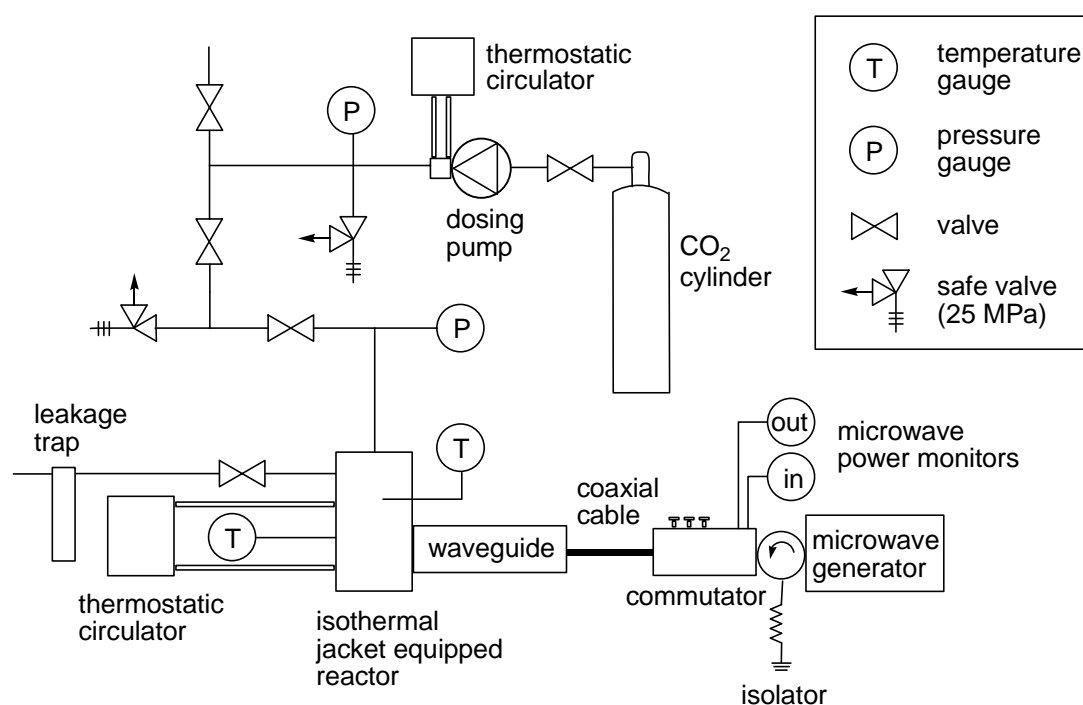 thermostatic
circulator
P
dosing
pump
CO₂
cylinder
P
T
temperature
gauge
P
pressure
gauge
valve
safe valve
(25 MPa)
leakage
trap
T
T
thermostatic
circulator
isothermal
jacket equipped
reactor
waveguide
coaxial
cable
out
in
microwave
power monitors
commutator
microwave
generator
isolator